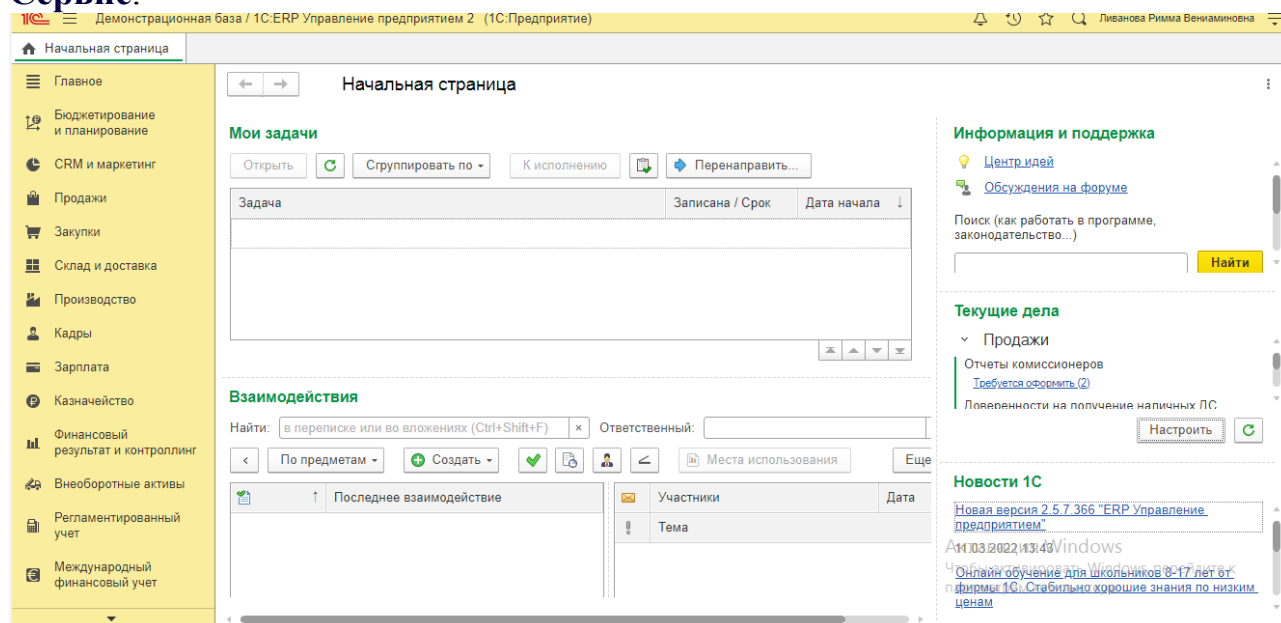 Сервис.
1С Демонстрационная база / 1С:ERP Управление предприятием 2 (1С:Предприятие)
Ливанова Римма Вениаминовна
Начальная страница
Главное
Бюджетирование
и планирование
CRM и маркетинг
Продажи
Закупки
Склад и доставка
Производство
Кадры
Зарплата
Казначейство
Финансовый
результат и контроллинг
Внеоборотные активы
Регламентированный
учет
Международный
финансовый учет
Начальная страница
Мои задачи
Открыть
Сгруппировать по
К исполнению
Перенаправить...
Задача
Записана / Срок
Дата начала ↓
Взаимодействия
Найти:
в переписке или во вложениях (Ctrl+Shift+F)
×
Ответственный:
По предметам
Создать
Места использования
Еще
↑ Последнее взаимодействие
Участники
Дата
Тема
Информация и поддержка
Центр идей
Обсуждения на форуме
Поиск (как работать в программе,
законодательство...)
Найти
Текущие дела
Продажи
Отчеты комиссионеров
Требуется оформить (2)
Доверенности на получение наличных ДС
Настроить
Новости 1С
Новая версия 2.5.7.366 "ERP Управление
предприятием"
11.03.2022 13:43
Windows
Онлайн обучение для школьников 8-17 лет от
фирмы 1С. Стабильно хорошие знания по низким
ценам